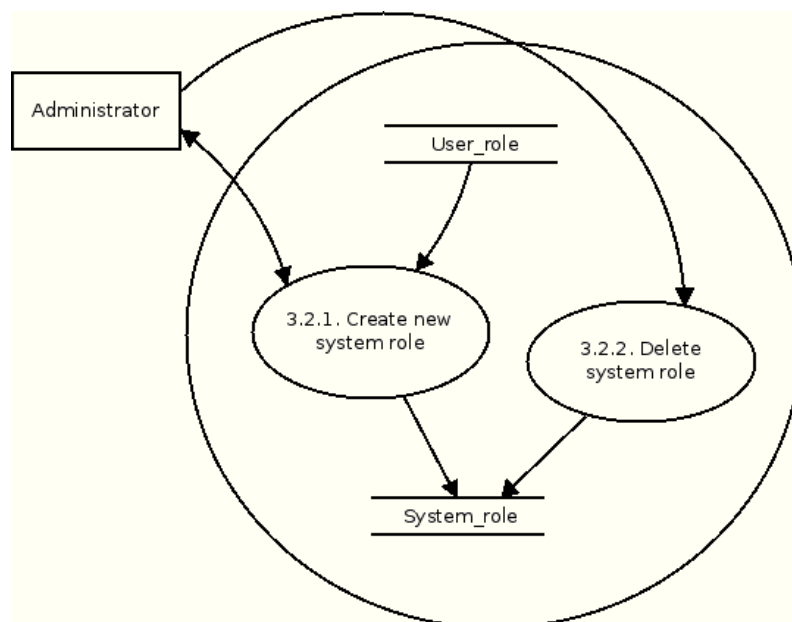 Administrator
User_role
3.2.1. Create new
system role
3.2.2. Delete
system role
System_role